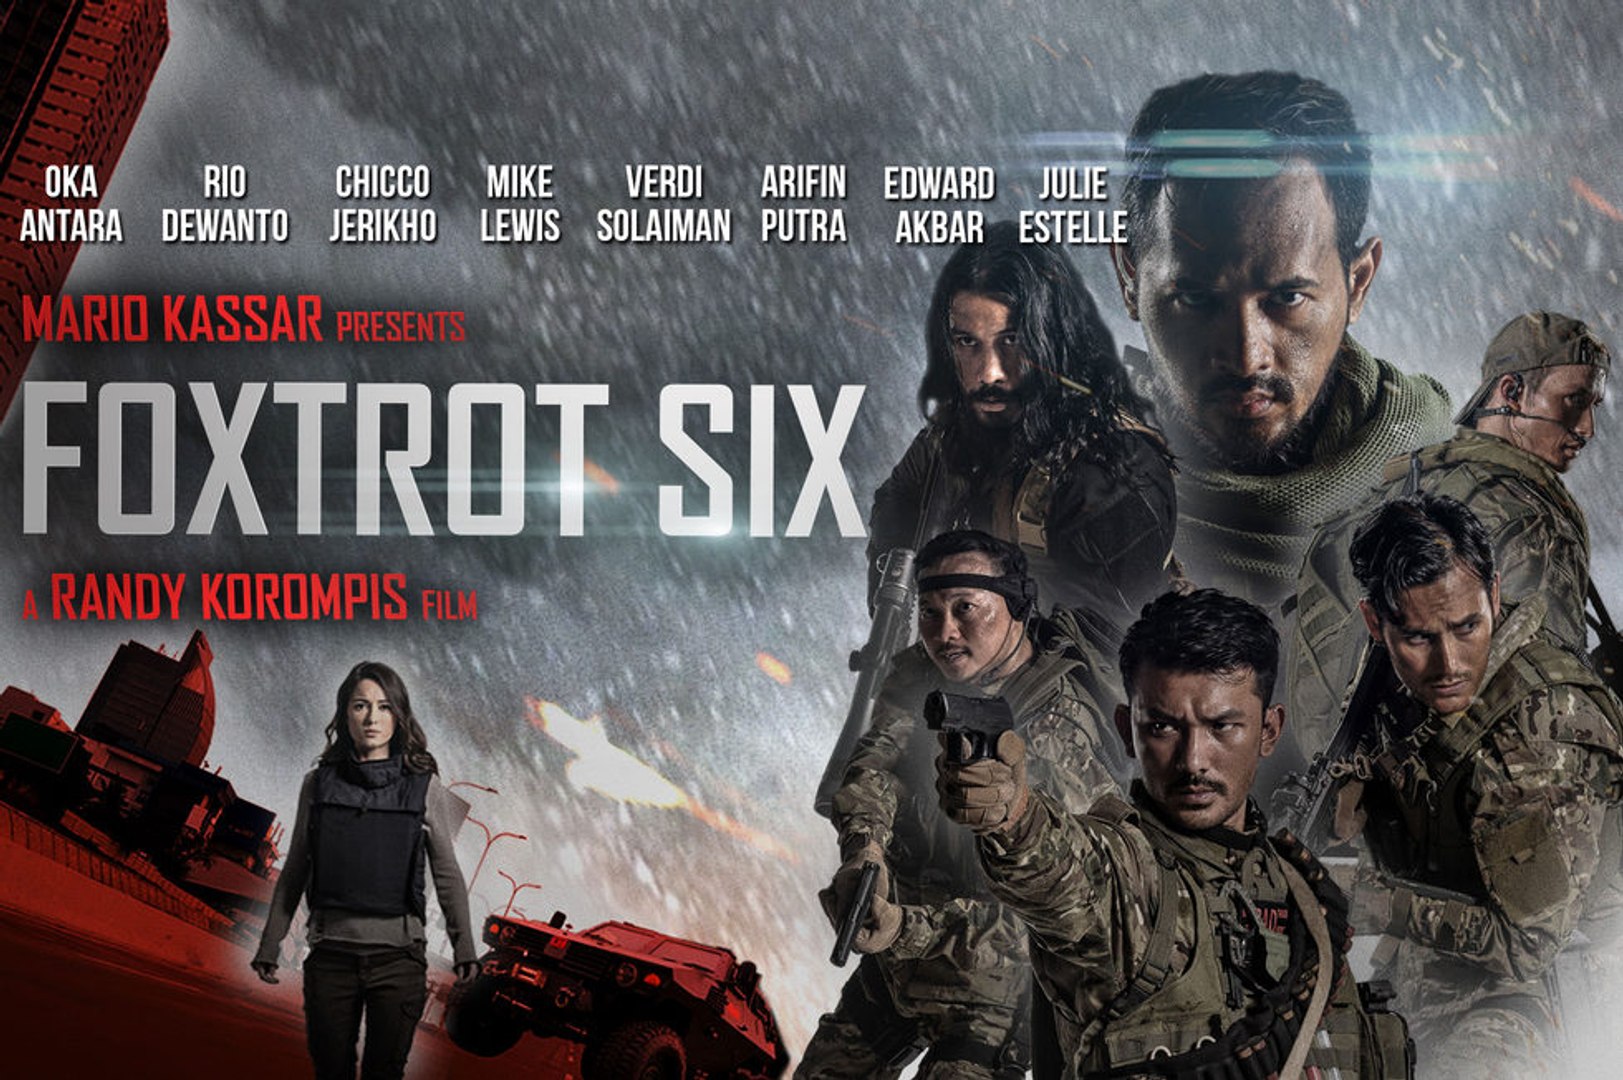 OKA ANTARA
RIO DEWANTO
CHICCO JERIKHO
MIKE LEWIS
VERDI SOLAIMAN
ARIFIN PUTRA
EDWARD AKBAR
JULIE ESTELLE
MARIO KASSAR PRESENTS
FOXTROT SIX
A RANDY KOROMPIS FILM